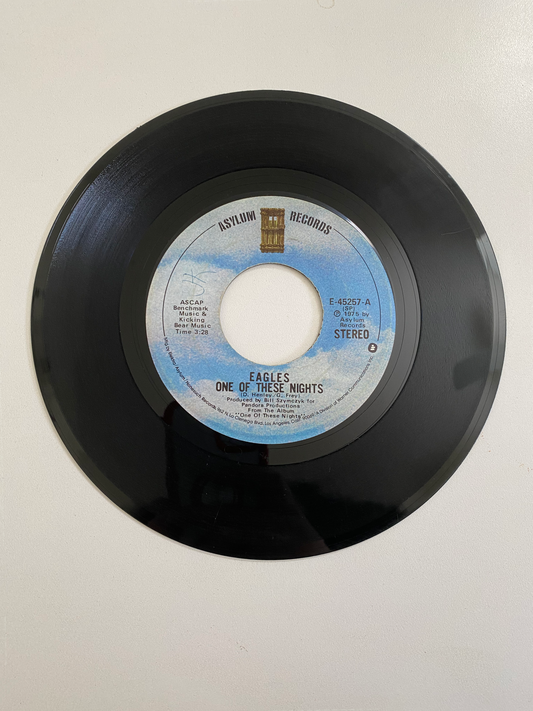 ASYLUM RECORDS
ASCAP
Benchmark
Music &
Kicking
Bear Music
Time 3:28
E-45257-A
(SP)
℗ 1975 by
Asylum
Records
STEREO
EAGLES
ONE OF THESE NIGHTS
(D. Henley/G. Frey)
Produced by Bill Szymczyk for
Pandora Productions
From The Album
"One Of These Nights"